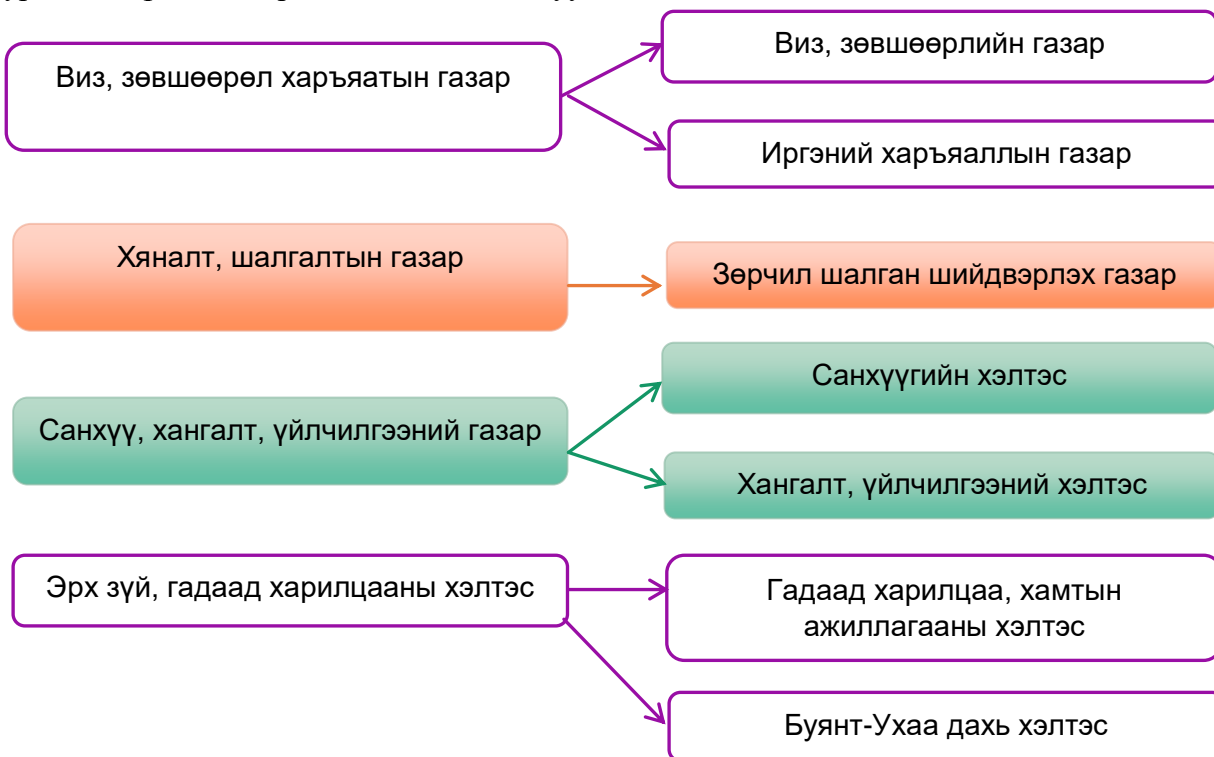 Виз, зөвшөөрөл харъяатын газар
Виз, зөвшөөрлийн газар
Иргэний харъяаллын газар
Хяналт, шалгалтын газар
Зөрчил шалган шийдвэрлэх газар
Санхүү, хангалт, үйлчилгээний газар
Санхүүгийн хэлтэс
Хангалт, үйлчилгээний хэлтэс
Эрх зүй, гадаад харилцааны хэлтэс
Гадаад харилцаа, хамтын
ажиллагааны хэлтэс
Буянт-Ухаа дахь хэлтэс